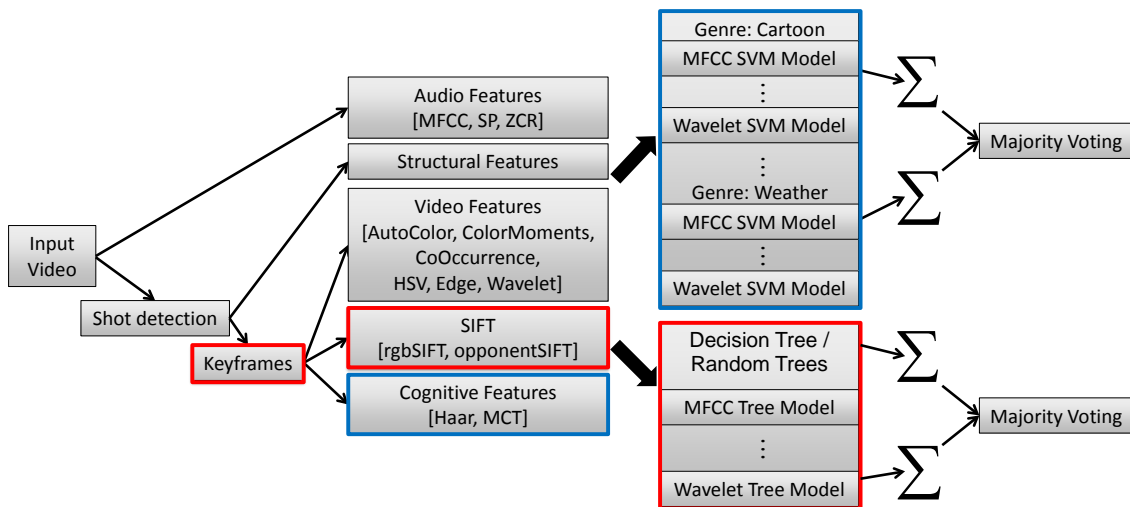 Input
Video
Shot detection
Keyframes
Audio Features
[MFCC, SP, ZCR]
Structural Features
Video Features
[AutoColor, ColorMoments,
CoOccurrence,
HSV, Edge, Wavelet]
SIFT
[rgbSIFT, opponentSIFT]
Cognitive Features
[Haar, MCT]
Genre: Cartoon
MFCC SVM Model
⋮
Wavelet SVM Model
⋮
Genre: Weather
MFCC SVM Model
⋮
Wavelet SVM Model
∑
∑
Majority Voting
Decision Tree /
Random Trees
MFCC Tree Model
⋮
Wavelet Tree Model
∑
∑
Majority Voting